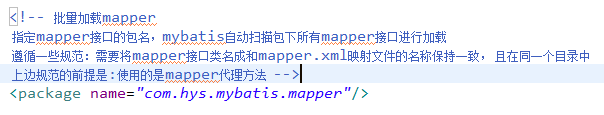 <!-- 批量加载mapper
指定mapper接口的包名，mybatis自动扫描包下所有mapper接口进行加载
遵循一些规范：需要将mapper接口类名成和mapper.xml映射文件的名称保持一致，且在同一个目录中
上边规范的前提是：使用的是mapper代理方法 -->
<package name="com.hys.mybatis.mapper"/>